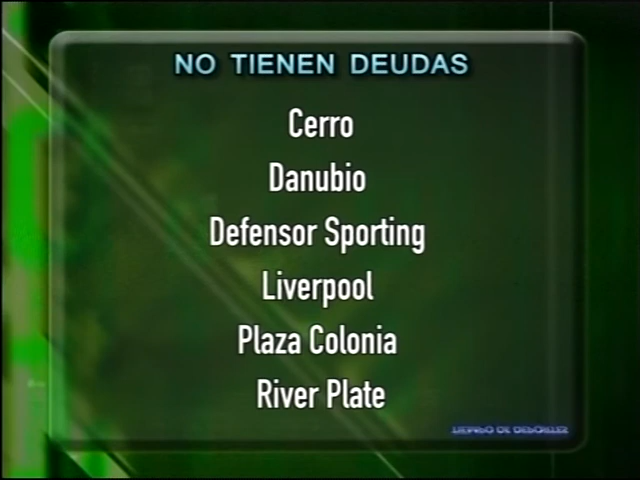 NO TIENEN DEUDAS
Cerro
Danubio
Defensor Sporting
Liverpool
Plaza Colonia
River Plate